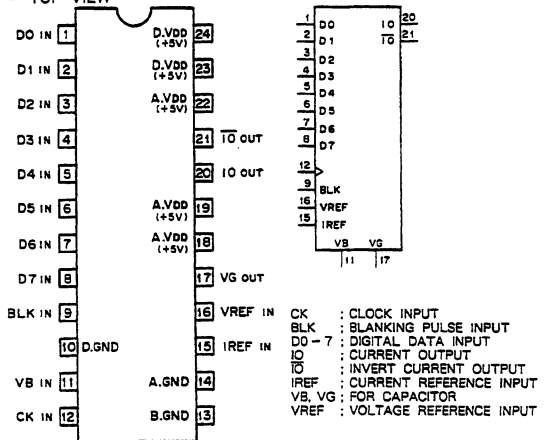 TOP VIEW
D0 IN 1 D.VDD (+5V) 24
D1 IN 2 D.VDD (+5V) 23
D2 IN 3 A.VDD (+5V) 22
D3 IN 4 21 IO OUT
D4 IN 5 20 IO OUT
D5 IN 6 A.VDD (+5V) 19
D6 IN 7 A.VDD (+5V) 18
D7 IN 8 17 VG OUT
BLK IN 9 16 VREF IN
10 D.GND 15 IREF IN
VB IN 11 A.GND 14
CK IN 12 B.GND 13
1 D0 IO 20
2 D1 IO 21
3 D2
4 D3
5 D4
6 D5
7 D6
8 D7
12
9 BLK
16 VREF
15 IREF
VB VG
11 17
CK : CLOCK INPUT
BLK : BLANKING PULSE INPUT
D0-7 : DIGITAL DATA INPUT
IO : CURRENT OUTPUT
IO : INVERT CURRENT OUTPUT
IREF : CURRENT REFERENCE INPUT
VB, VG : FOR CAPACITOR
VREF : VOLTAGE REFERENCE INPUT